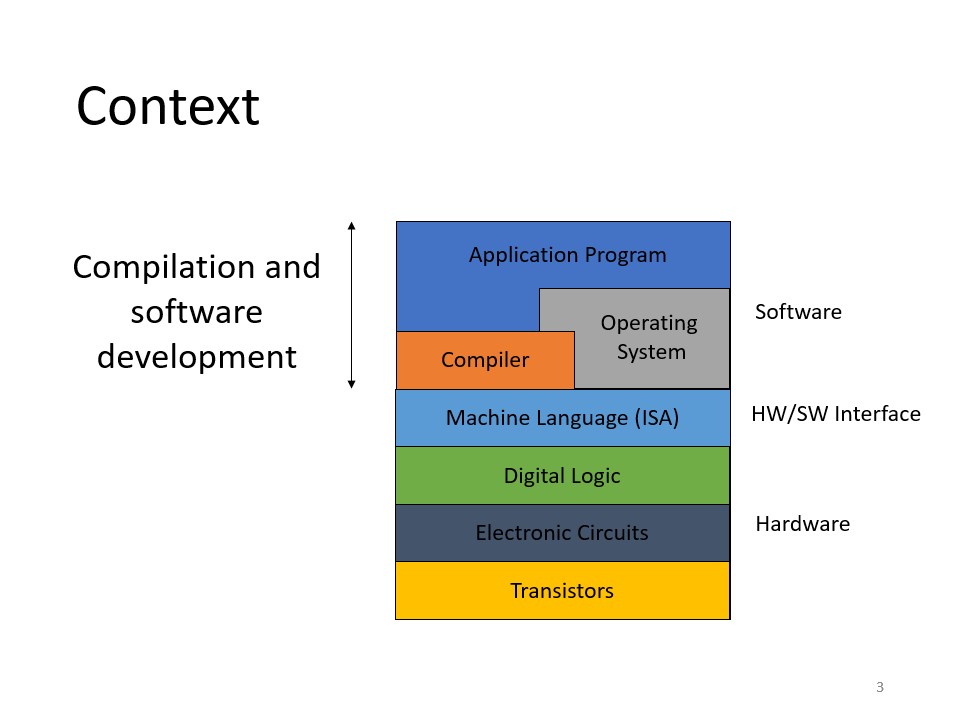 Context
Compilation and
software
development
Application Program
Operating
System
Compiler
Machine Language (ISA)
Digital Logic
Electronic Circuits
Transistors
Software
HW/SW Interface
Hardware
3